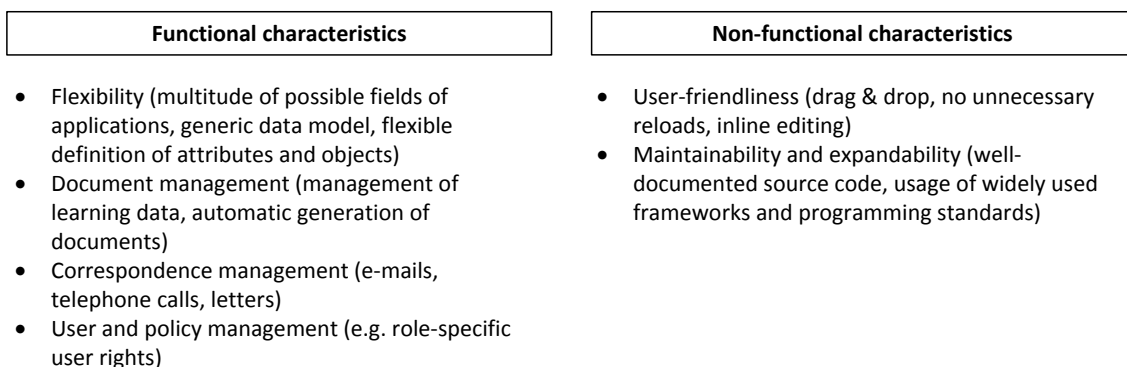 Functional characteristics
• Flexibility (multitude of possible fields of
applications, generic data model, flexible
definition of attributes and objects)
• Document management (management of
learning data, automatic generation of
documents)
• Correspondence management (e-mails,
telephone calls, letters)
• User and policy management (e.g. role-specific
user rights)
Non-functional characteristics
• User-friendliness (drag & drop, no unnecessary
reloads, inline editing)
• Maintainability and expandability (well-
documented source code, usage of widely used
frameworks and programming standards)